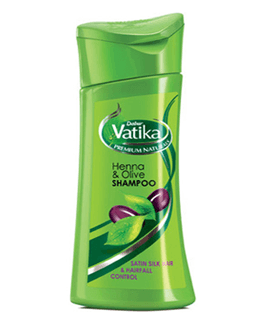 Dabur
Vatika
PREMIUM NATURALS
Henna
& Olive
SHAMPOO
SATIN SILK HAIR
& HAIRFALL
CONTROL